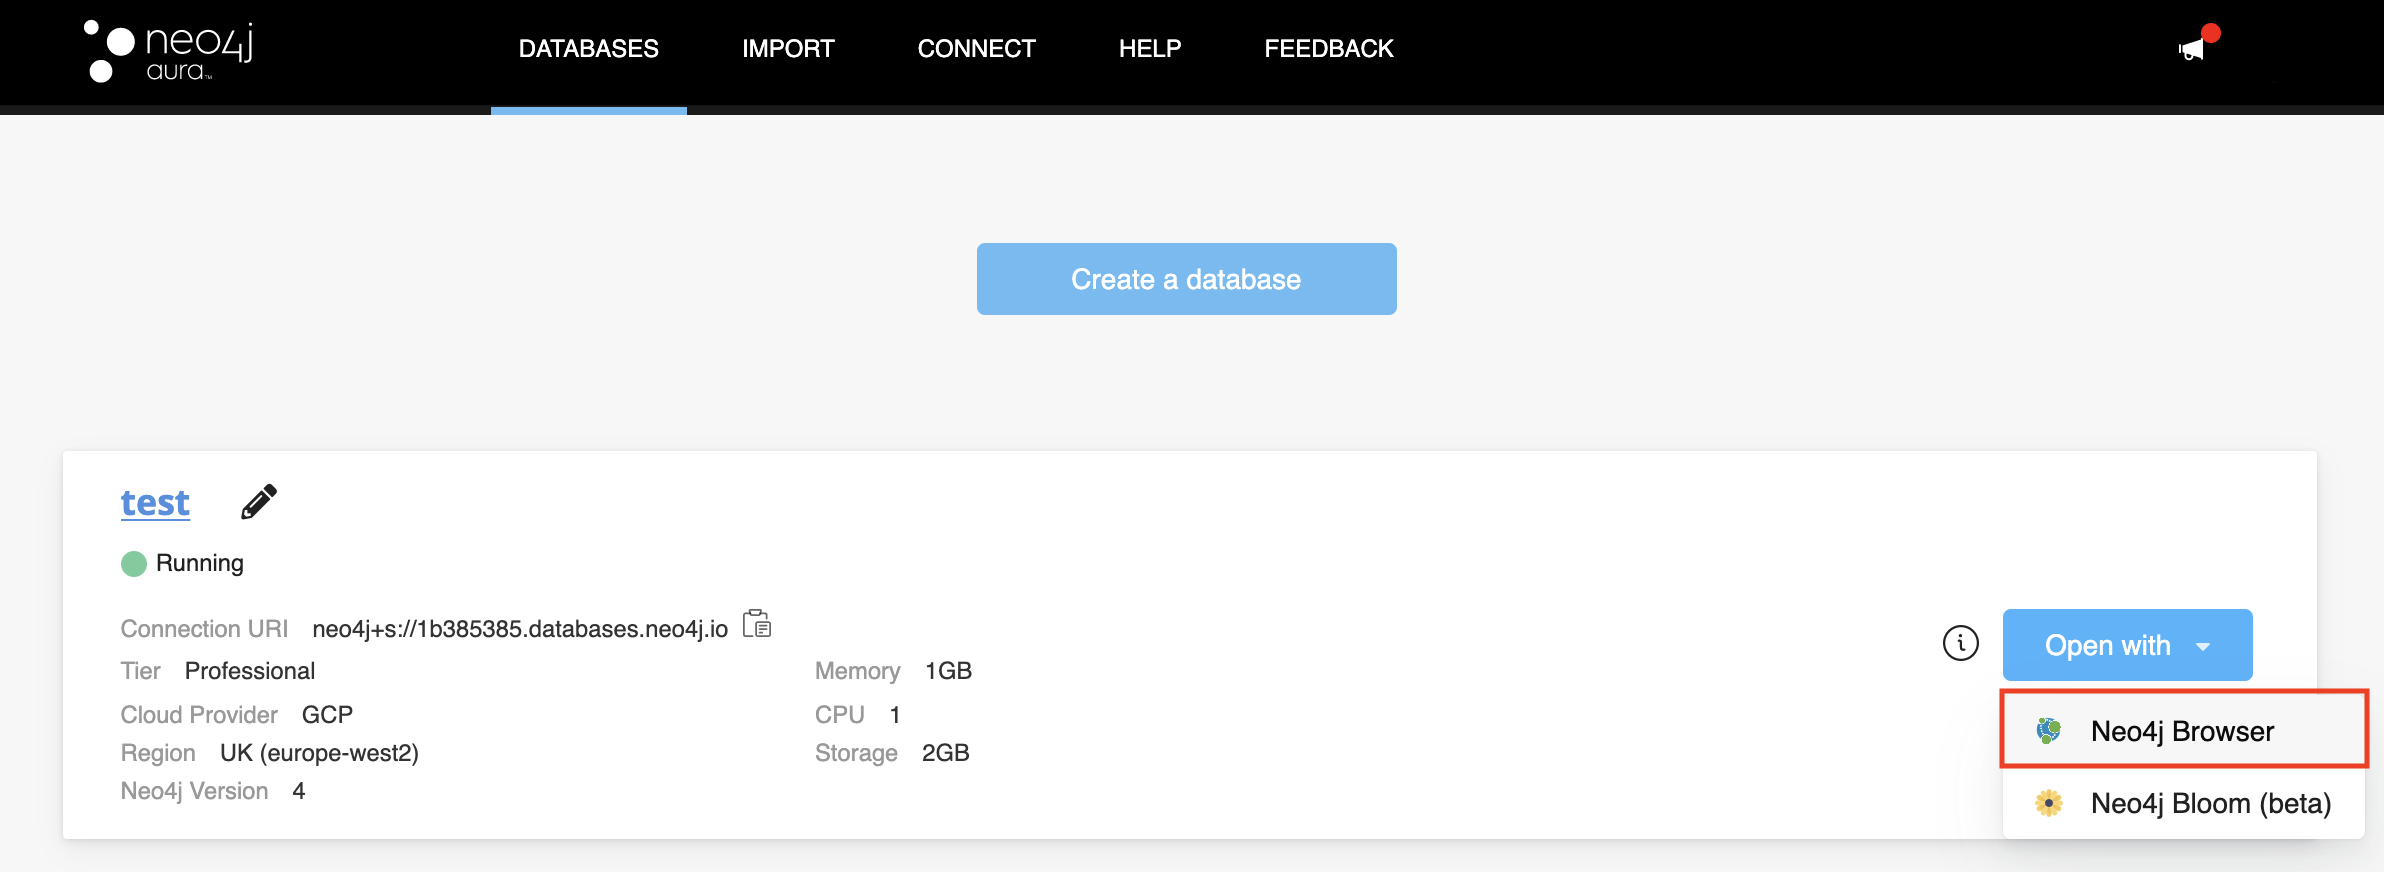 neo4j
aura™
DATABASES IMPORT CONNECT HELP FEEDBACK
Create a database
test
Running
Connection URI neo4j+s://1b385385.databases.neo4j.io
Open with
Tier Professional Memory 1GB
Cloud Provider GCP CPU 1
Neo4j Browser
Region UK (europe-west2) Storage 2GB
Neo4j Version 4
Neo4j Bloom (beta)